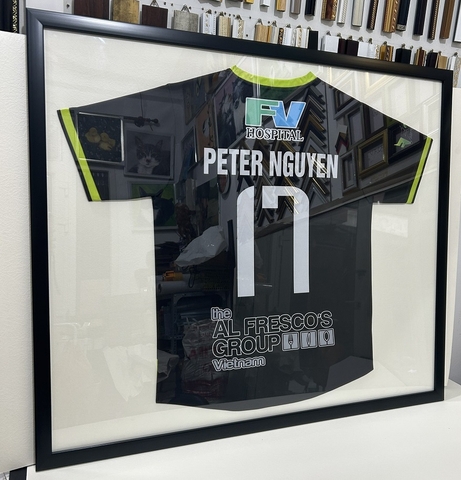 FV
HOSPITAL
PETER NGUYEN
17
the
AL FRESCO'S
GROUP
Vietnam